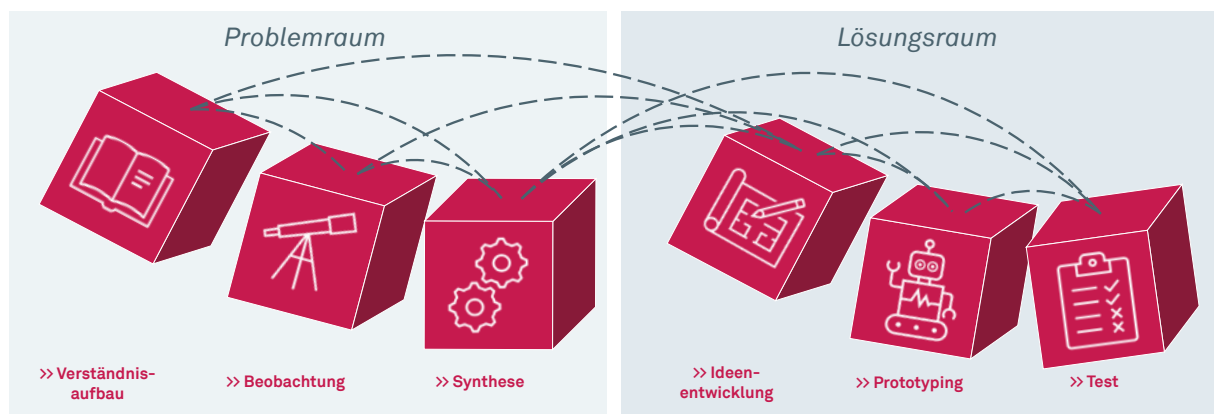 Problemraum
Lösungsraum
>> Verständnis-
aufbau
>> Beobachtung
>> Synthese
>> Ideen-
entwicklung
>> Prototyping
>> Test